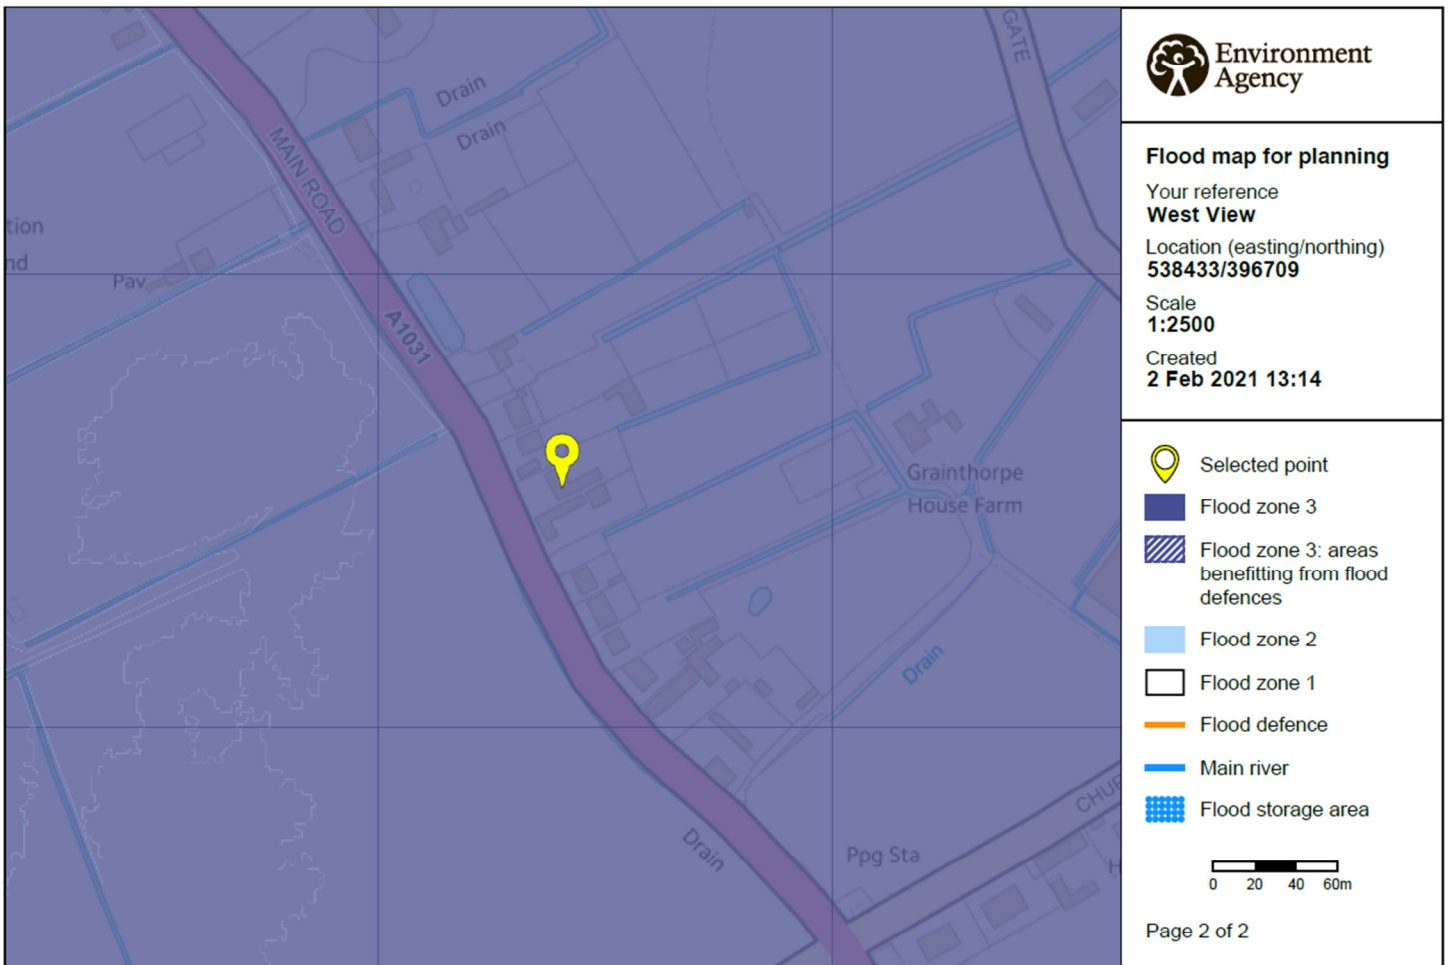 GATE
Drain
Drain
MAIN ROAD
tion
nd
Pav
A1031
Grainthorpe
House Farm
Drain
Drain
Ppg Sta
CHUR
H
Environment
Agency
Flood map for planning
Your reference
West View
Location (easting/northing)
538433/396709
Scale
1:2500
Created
2 Feb 2021 13:14
Selected point
Flood zone 3
Flood zone 3: areas
benefitting from flood
defences
Flood zone 2
Flood zone 1
Flood defence
Main river
Flood storage area
0 20 40 60m
Page 2 of 2